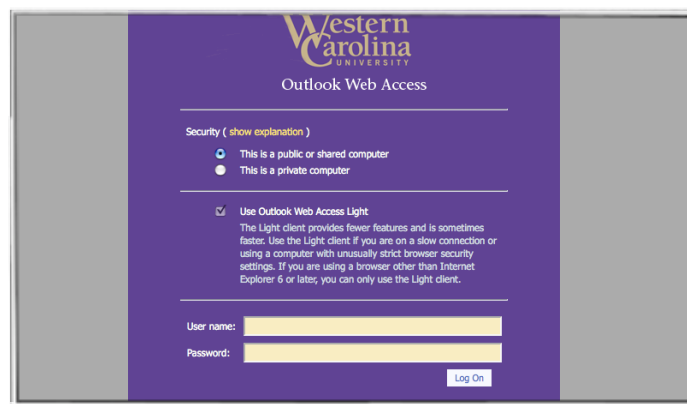 Western
Carolina
UNIVERSITY
Outlook Web Access
Security ( show explanation )
This is a public or shared computer
This is a private computer
Use Outlook Web Access Light
The Light client provides fewer features and is sometimes
faster. Use the Light client if you are on a slow connection or
using a computer with unusually strict browser security
settings. If you are using a browser other than Internet
Explorer 6 or later, you can only use the Light client.
User name:
Password:
Log On